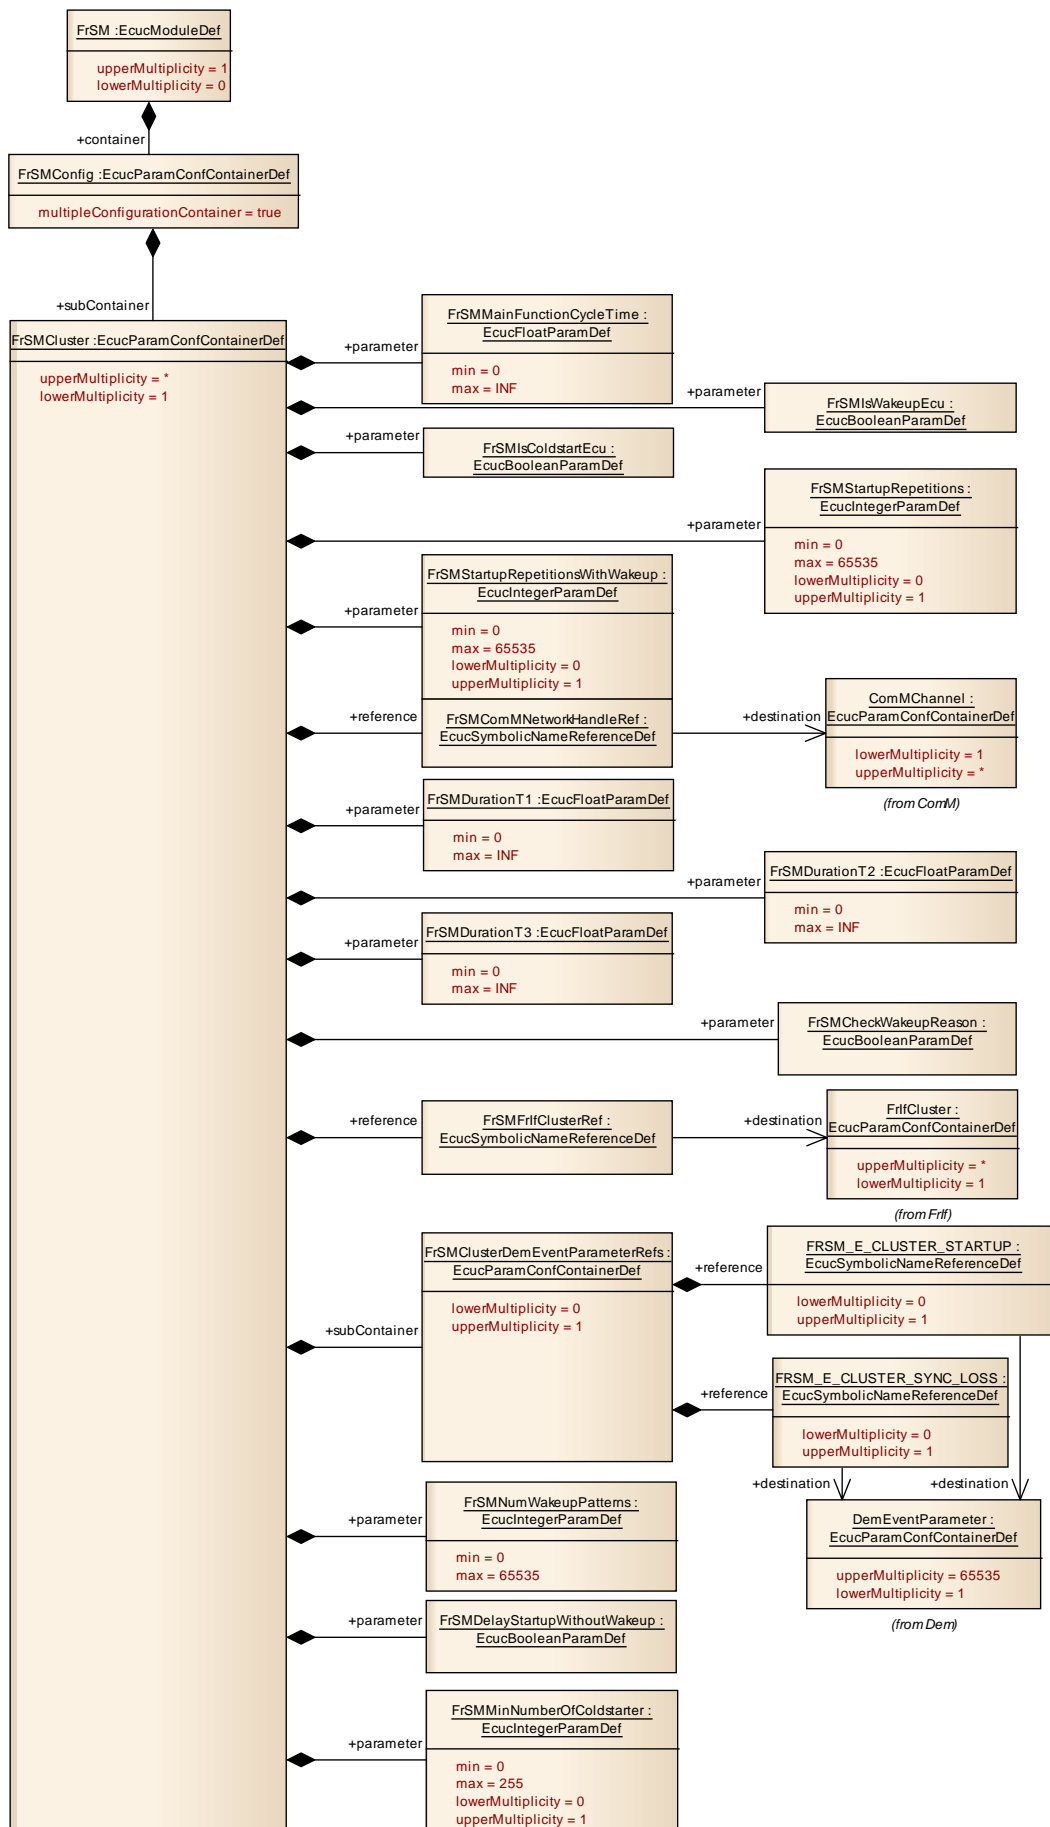 FrSM :EcucModuleDef
upperMultiplicity = 1
lowerMultiplicity = 0
+container
FrSMConfig :EcucParamConfContainerDef
multipleConfigurationContainer = true
+subContainer
FrSMCluster :EcucParamConfContainerDef
upperMultiplicity = *
lowerMultiplicity = 1
+parameter
FrSMMainFunctionCycleTime :
EcucFloatParamDef
min = 0
max = INF
+parameter
FrSMIsWakeupEcu :
EcucBooleanParamDef
+parameter
FrSMIsColdstartEcu :
EcucBooleanParamDef
+parameter
FrSMStartupRepetitions :
EcucIntegerParamDef
min = 0
max = 65535
lowerMultiplicity = 0
upperMultiplicity = 1
+parameter
FrSMStartupRepetitionsWithWakeup :
EcucIntegerParamDef
min = 0
max = 65535
lowerMultiplicity = 0
upperMultiplicity = 1
+reference
FrSMComMNetworkHandleRef :
EcucSymbolicNameReferenceDef
+destination
ComMChannel :
EcucParamConfContainerDef
lowerMultiplicity = 1
upperMultiplicity = *
(from ComM)
+parameter
FrSMDurationT1 :EcucFloatParamDef
min = 0
max = INF
+parameter
FrSMDurationT2 :EcucFloatParamDef
min = 0
max = INF
+parameter
FrSMDurationT3 :EcucFloatParamDef
min = 0
max = INF
+parameter
FrSMCheckWakeupReason :
EcucBooleanParamDef
+reference
FrSMFrIfClusterRef :
EcucSymbolicNameReferenceDef
+destination
FrIfCluster :
EcucParamConfContainerDef
upperMultiplicity = *
lowerMultiplicity = 1
(from FrIf)
+subContainer
FrSMClusterDemEventParameterRefs :
EcucParamConfContainerDef
lowerMultiplicity = 0
upperMultiplicity = 1
+reference
FRSM_E_CLUSTER_STARTUP :
EcucSymbolicNameReferenceDef
lowerMultiplicity = 0
upperMultiplicity = 1
+reference
FRSM_E_CLUSTER_SYNC_LOSS :
EcucSymbolicNameReferenceDef
lowerMultiplicity = 0
upperMultiplicity = 1
+destination
+destination
DemEventParameter :
EcucParamConfContainerDef
upperMultiplicity = 65535
lowerMultiplicity = 1
(from Dem)
+parameter
FrSMNumWakeupPatterns :
EcucIntegerParamDef
min = 0
max = 65535
+parameter
FrSMDelayStartupWithoutWakeup :
EcucBooleanParamDef
+parameter
FrSMMinNumberOfColdstarter :
EcucIntegerParamDef
min = 0
max = 255
lowerMultiplicity = 0
upperMultiplicity = 1